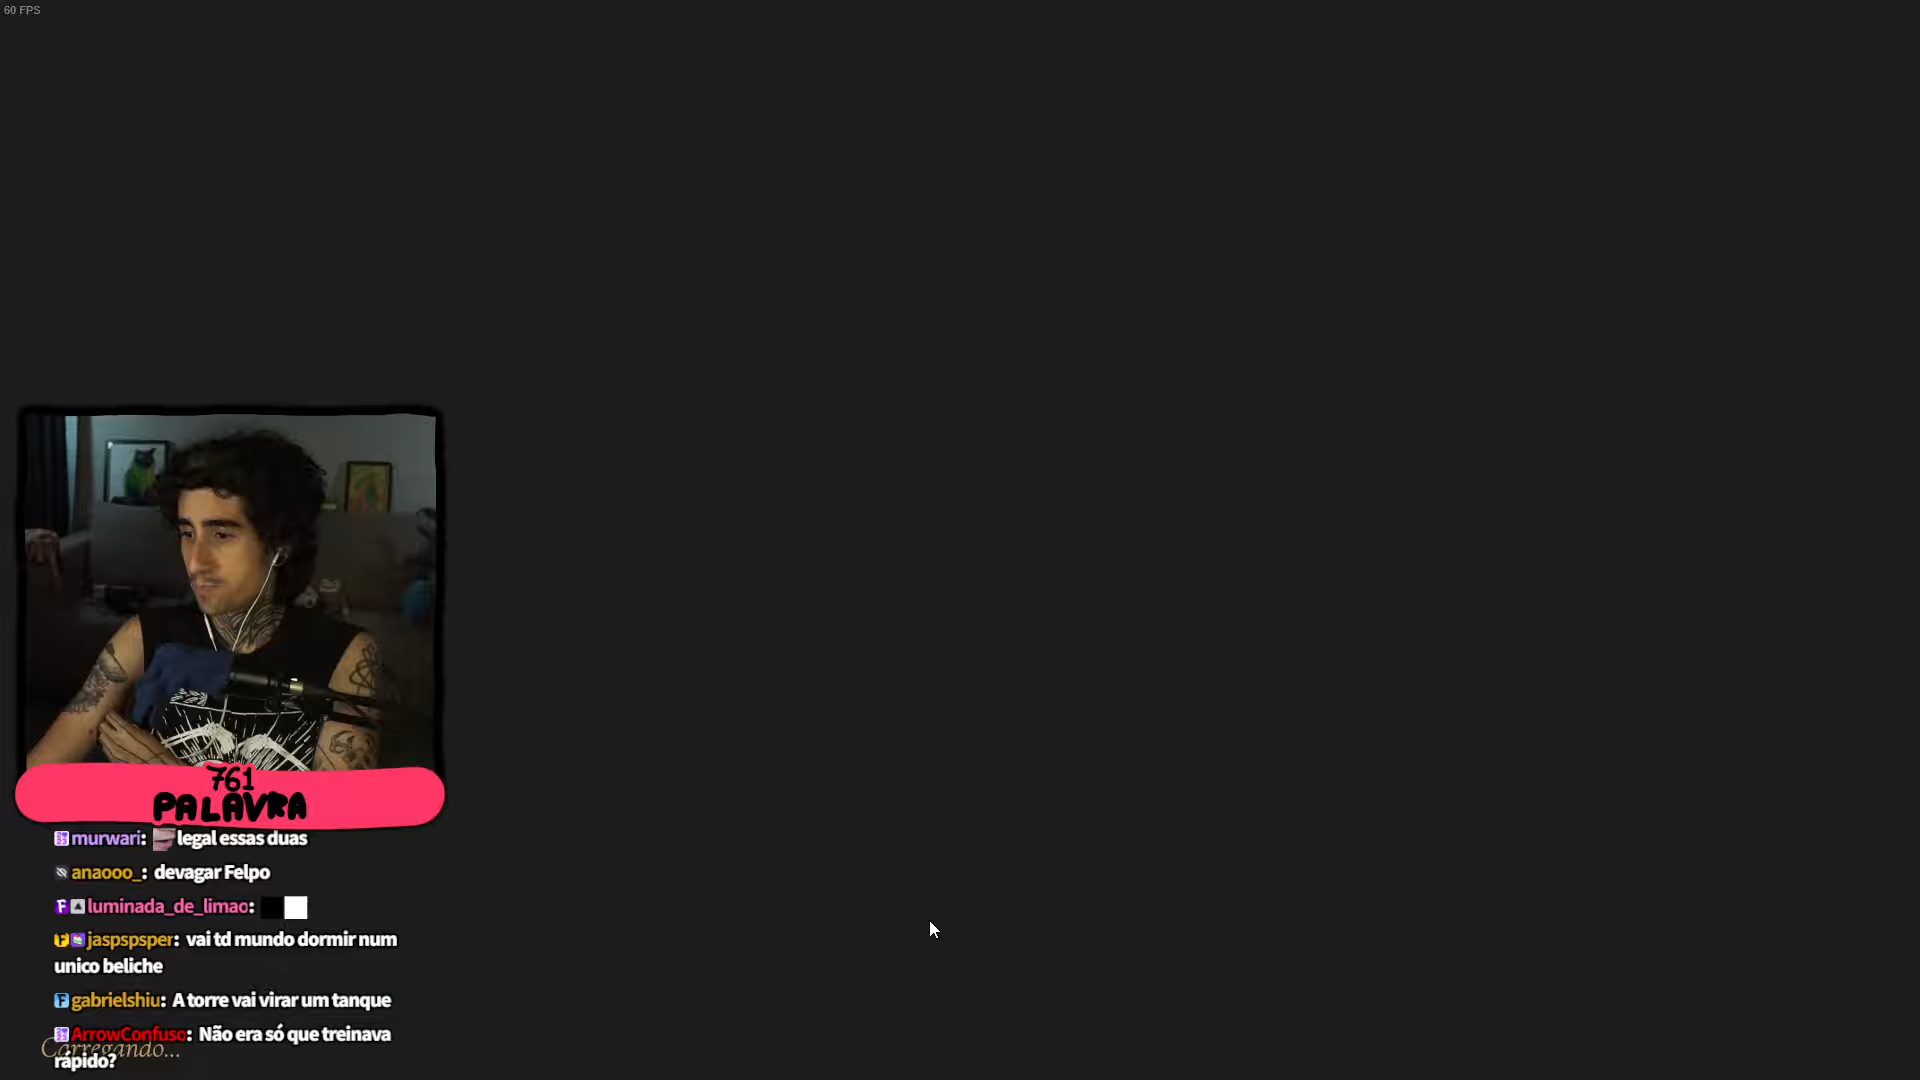 60 FPS
761
PALAVRA
murwari: legal essas duas
anaooo_: devagar Felpo
luminada_de_limao:
jaspspsper: vai td mundo dormir num
unico beliche
gabrielshiu: A torre vai virar um tanque
ArrowConfuso: Não era só que treinava
rápido?
Carregando...